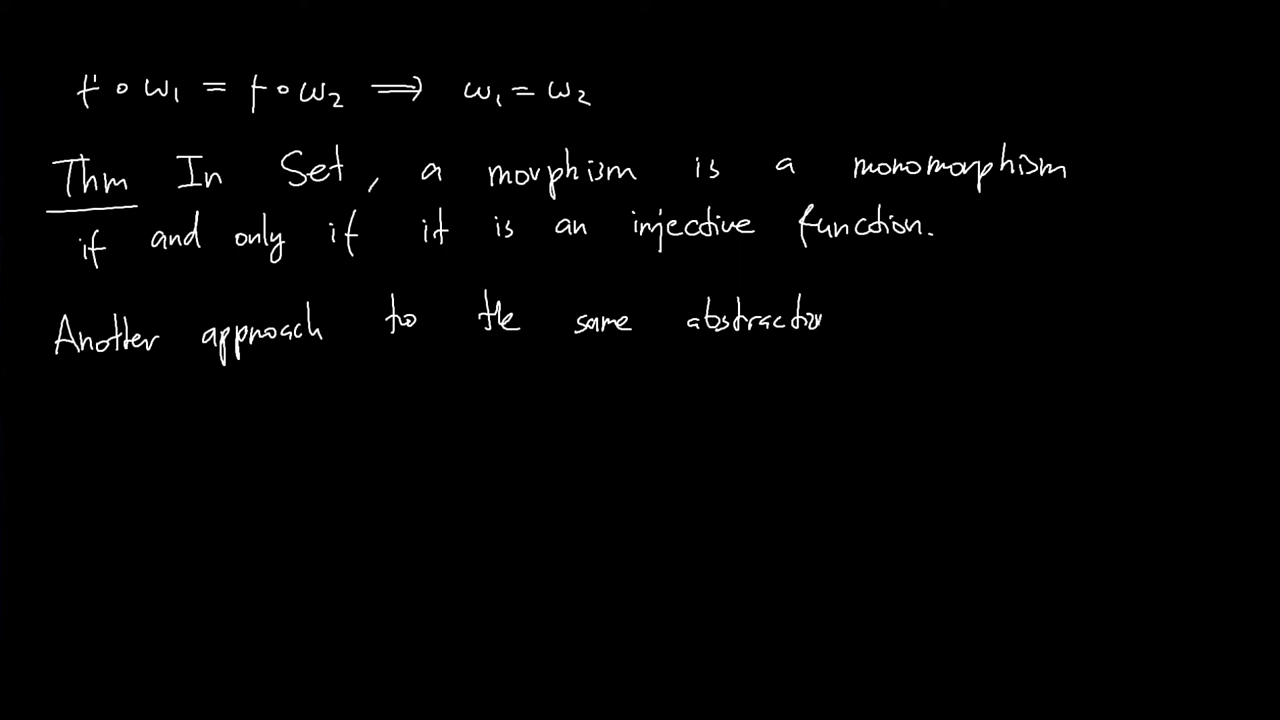 f ∘ ω₁ = f ∘ ω₂ ⟹ ω₁ = ω₂
Thm In Set, a morphism is a monomorphism
if and only if it is an injective function.
Another approach to the same abstraction